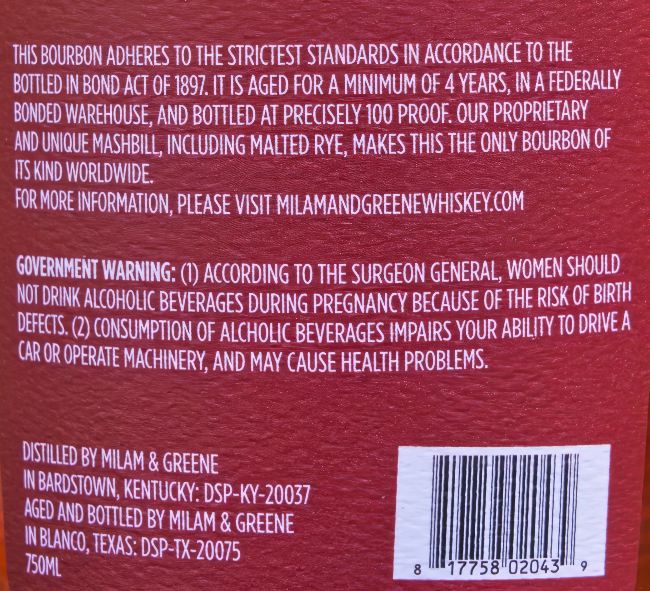 THIS BOURBON ADHERES TO THE STRICTEST STANDARDS IN ACCORDANCE TO THE
BOTTLED IN BOND ACT OF 1897. IT IS AGED FOR A MINIMUM OF 4 YEARS, IN A FEDERALLY
BONDED WAREHOUSE, AND BOTTLED AT PRECISELY 100 PROOF. OUR PROPRIETARY
AND UNIQUE MASHBILL, INCLUDING MALTED RYE, MAKES THIS THE ONLY BOURBON OF
ITS KIND WORLDWIDE.
FOR MORE INFORMATION, PLEASE VISIT MILAMANDGREENEWHISKEY.COM
GOVERNMENT WARNING: (1) ACCORDING TO THE SURGEON GENERAL, WOMEN SHOULD
NOT DRINK ALCOHOLIC BEVERAGES DURING PREGNANCY BECAUSE OF THE RISK OF BIRTH
DEFECTS. (2) CONSUMPTION OF ALCHOLIC BEVERAGES IMPAIRS YOUR ABILITY TO DRIVE A
CAR OR OPERATE MACHINERY, AND MAY CAUSE HEALTH PROBLEMS.
DISTILLED BY MILAM & GREENE
IN BARDSTOWN, KENTUCKY: DSP-KY-20037
AGED AND BOTTLED BY MILAM & GREENE
IN BLANCO, TEXAS: DSP-TX-20075
750ML
8 17758 02043 9